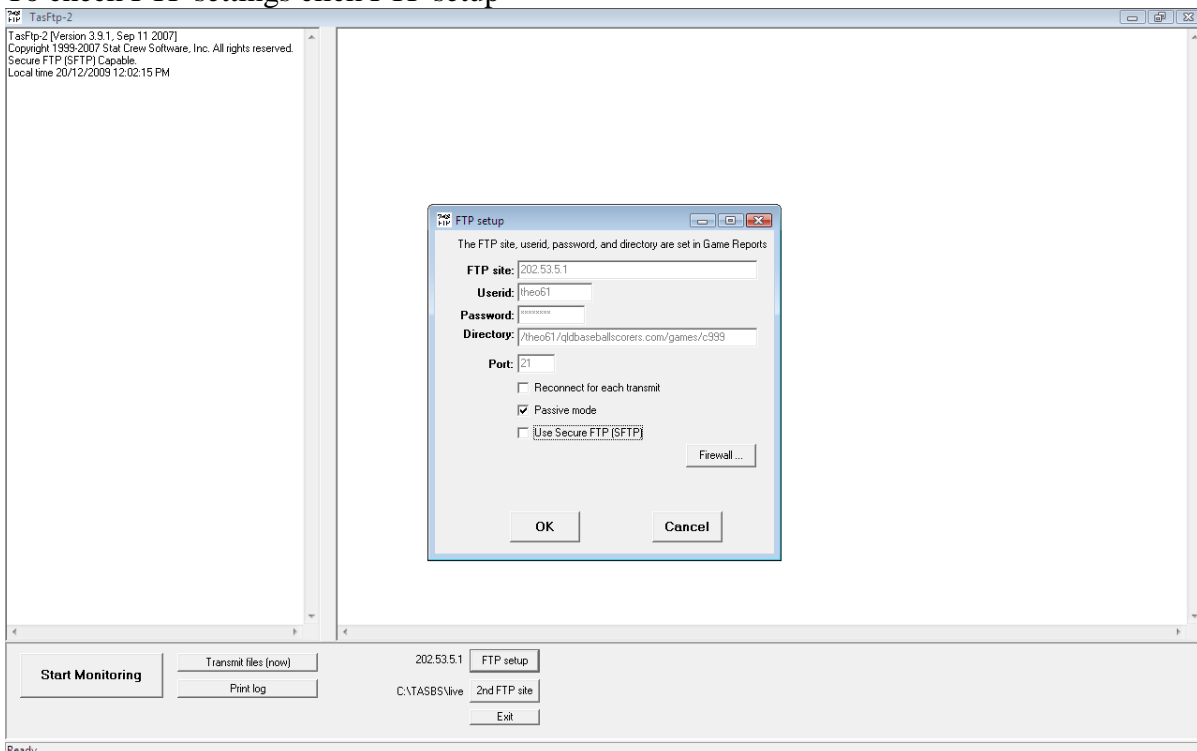 To check FTP settings click FTP setup
TasFtp-2
TasFtp-2 [Version 3.9.1, Sep 11 2007]
Copyright 1999-2007 Stat Crew Software, Inc. All rights reserved.
Secure FTP (SFTP) Capable.
Local time 20/12/2009 12:02:15 PM
FTP setup
The FTP site, userid, password, and directory are set in Game Reports
FTP site: 202.53.5.1
Userid: theo61
Password: ××××××××
Directory: /theo61/qldbaseballscorers.com/games/c999
Port: 21
Reconnect for each transmit
Passive mode
Use Secure FTP (SFTP)
Firewall ...
OK Cancel
Start Monitoring
Transmit files (now)
Print log
202.53.5.1 FTP setup
C:\TASBS\live 2nd FTP site
Exit
Ready